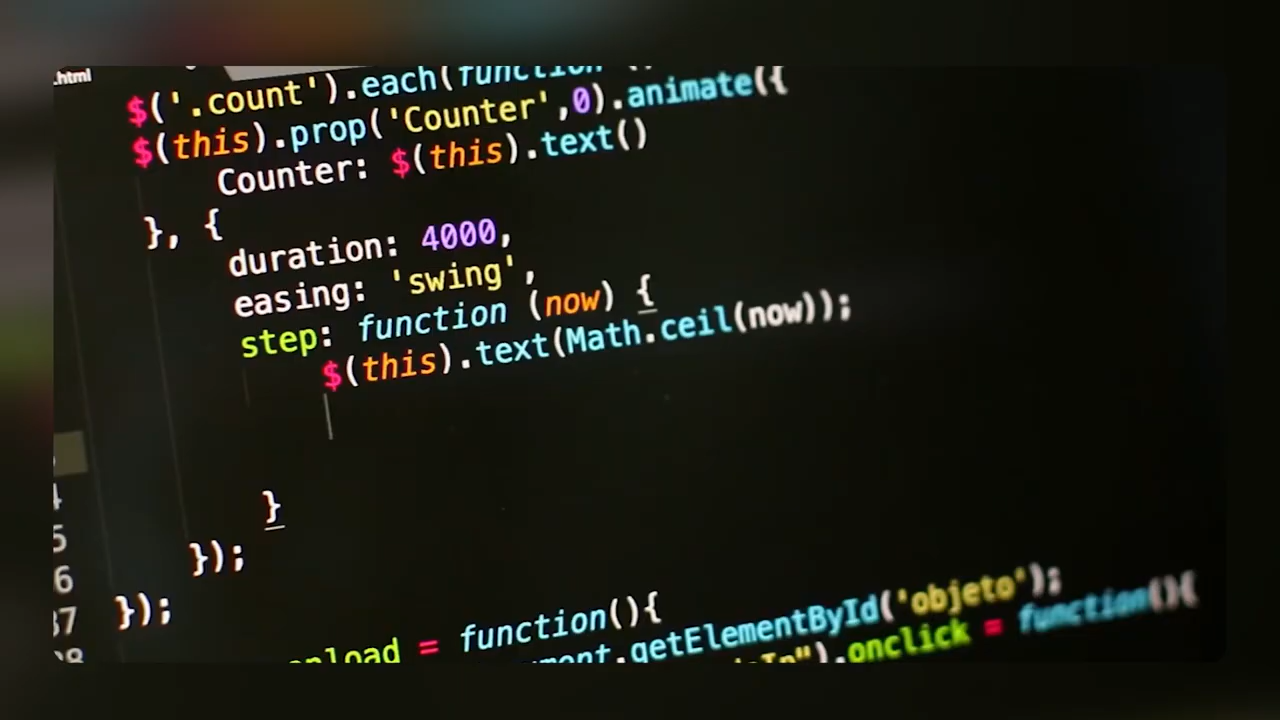 .html
$('.count').each(function ()
$(this).prop('Counter',0).animate({
Counter: $(this).text()
}, {
duration: 4000,
easing: 'swing',
step: function (now) {
$(this).text(Math.ceil(now));
}
});
});
onload = function(){
.getElementById('objeto');
").onclick = function(){